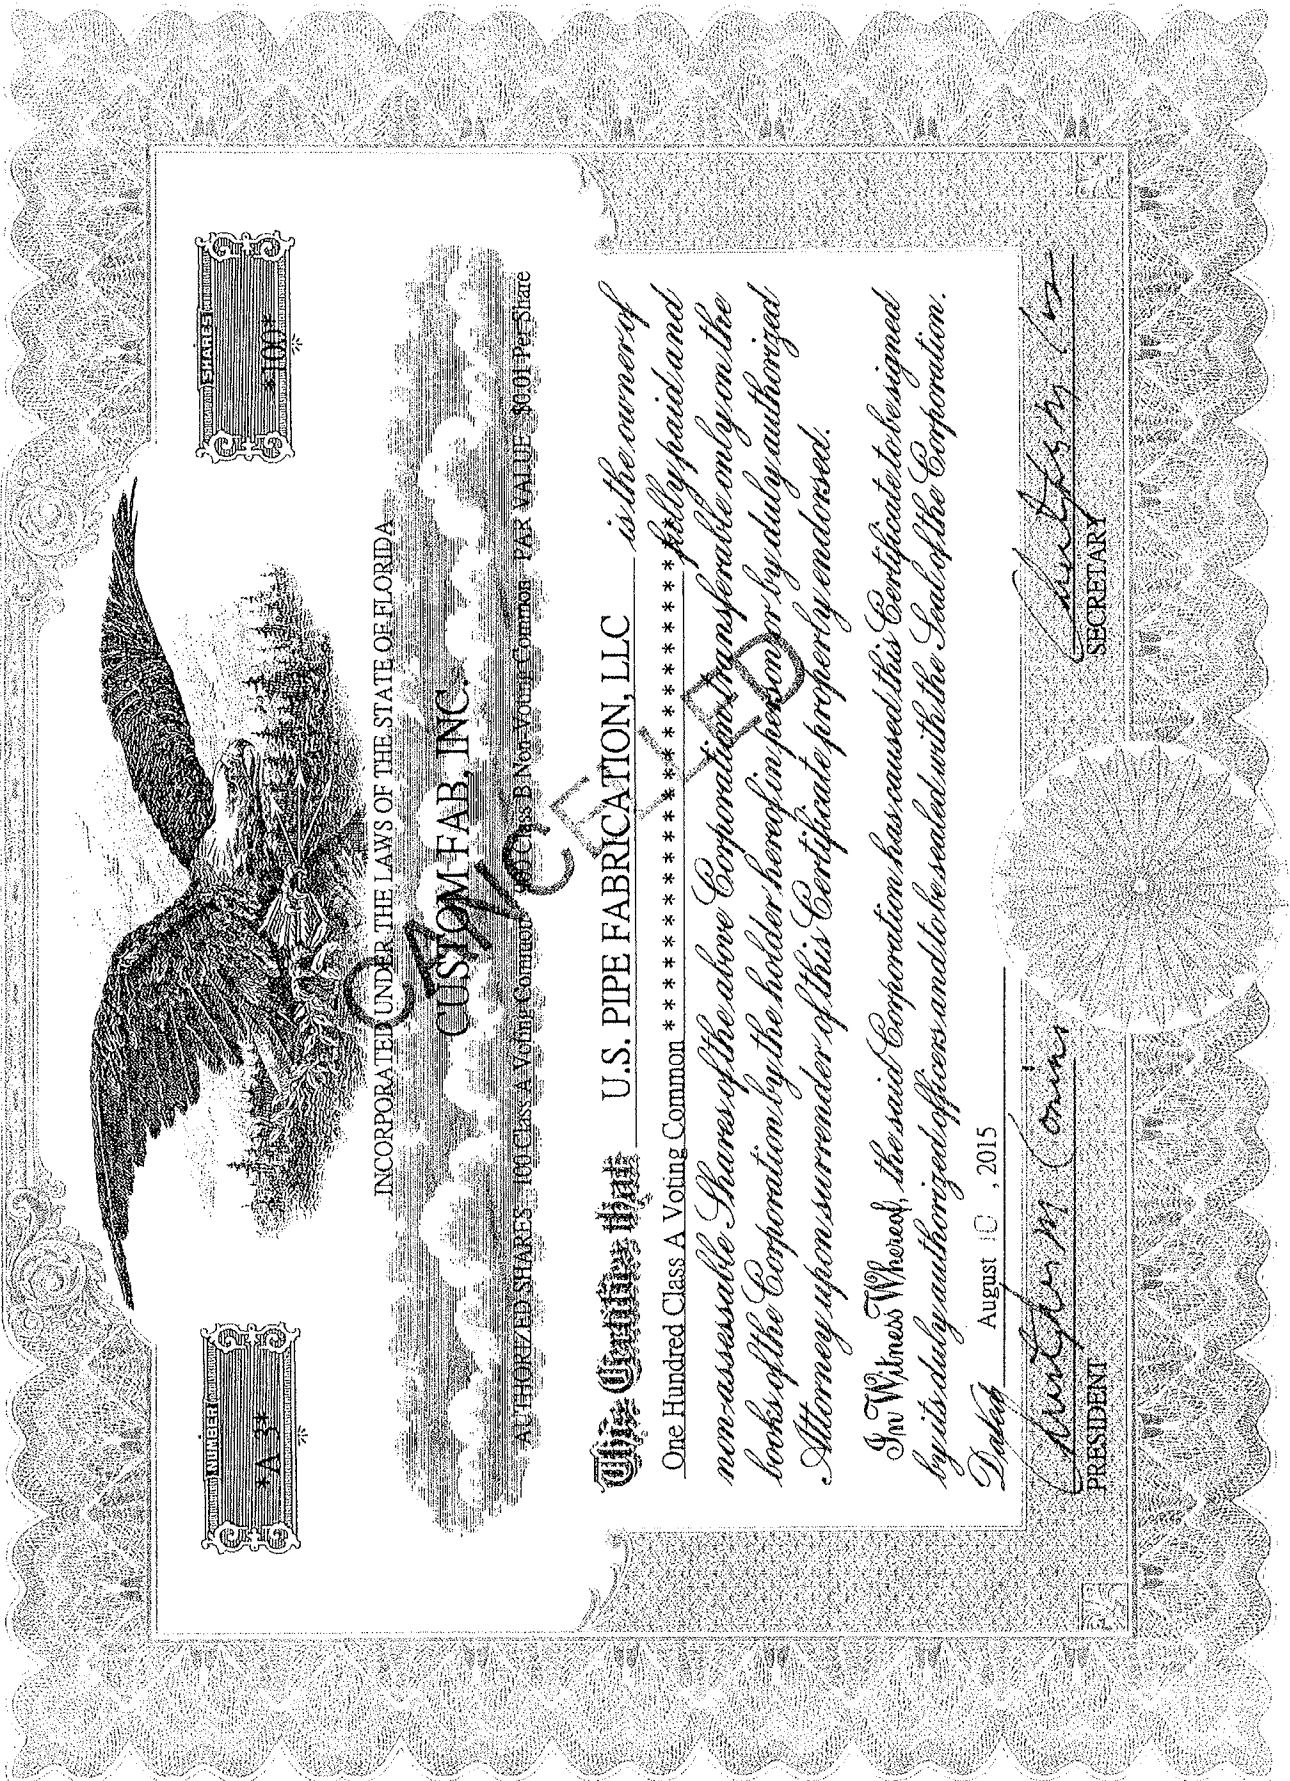 NUMBER
*A 3*
SHARES
*100*
INCORPORATED UNDER THE LAWS OF THE STATE OF FLORIDA
CUSTOM FAB, INC.
AUTHORIZED SHARES 100 Class A Voting Common 900 Class B Non-Voting Common PAR VALUE $0.01 Per Share
CANCELLED
This Certifies that U.S. PIPE FABRICATION, LLC is the owner of
One Hundred Class A Voting Common **************************** fully paid and
non-assessable Shares of the above Corporation transferable only on the
books of the Corporation by the holder hereof in person or by duly authorized
Attorney upon surrender of this Certificate properly endorsed.
In Witness Whereof, the said Corporation has caused this Certificate to be signed
by its duly authorized officers and to be sealed with the Seal of the Corporation.
Dated August 10, 2015
PRESIDENT
SECRETARY